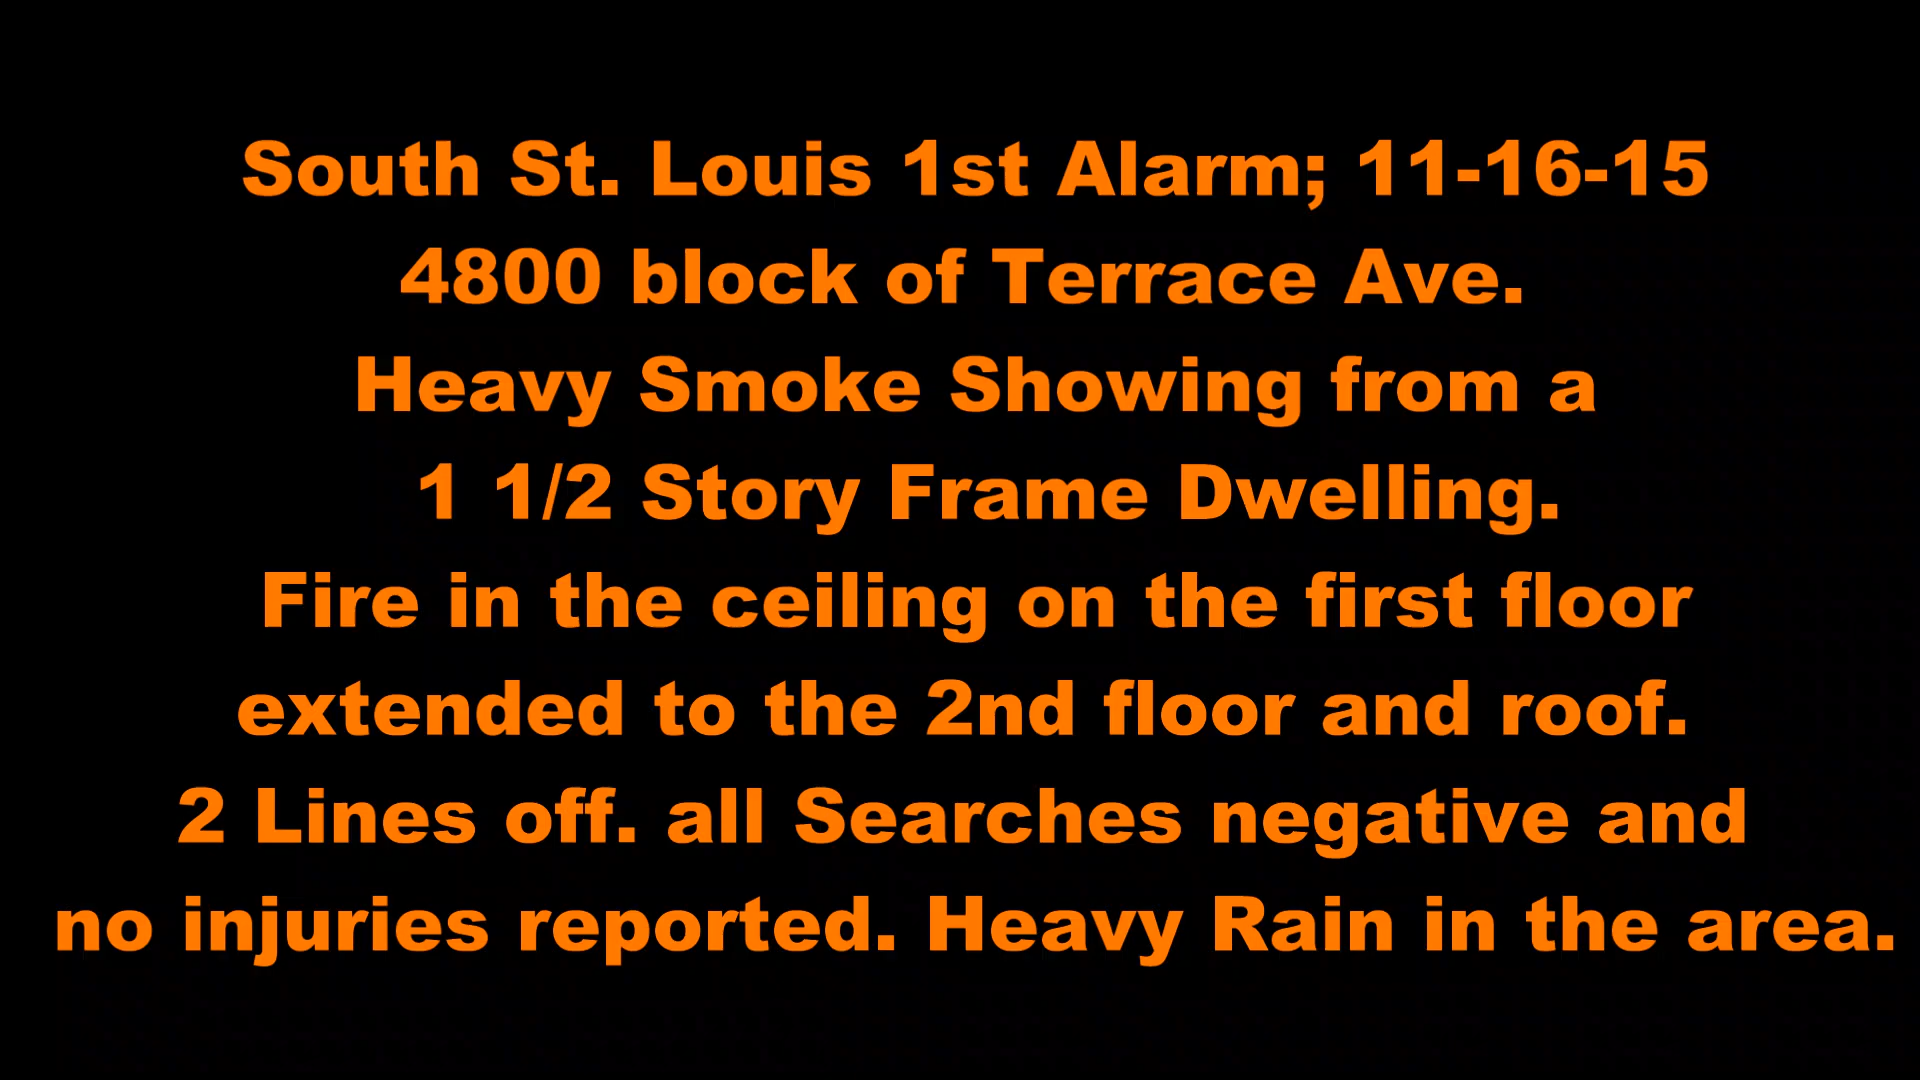 South St. Louis 1st Alarm; 11-16-15
4800 block of Terrace Ave.
Heavy Smoke Showing from a
1 1/2 Story Frame Dwelling.
Fire in the ceiling on the first floor
extended to the 2nd floor and roof.
2 Lines off. all Searches negative and
no injuries reported. Heavy Rain in the area.